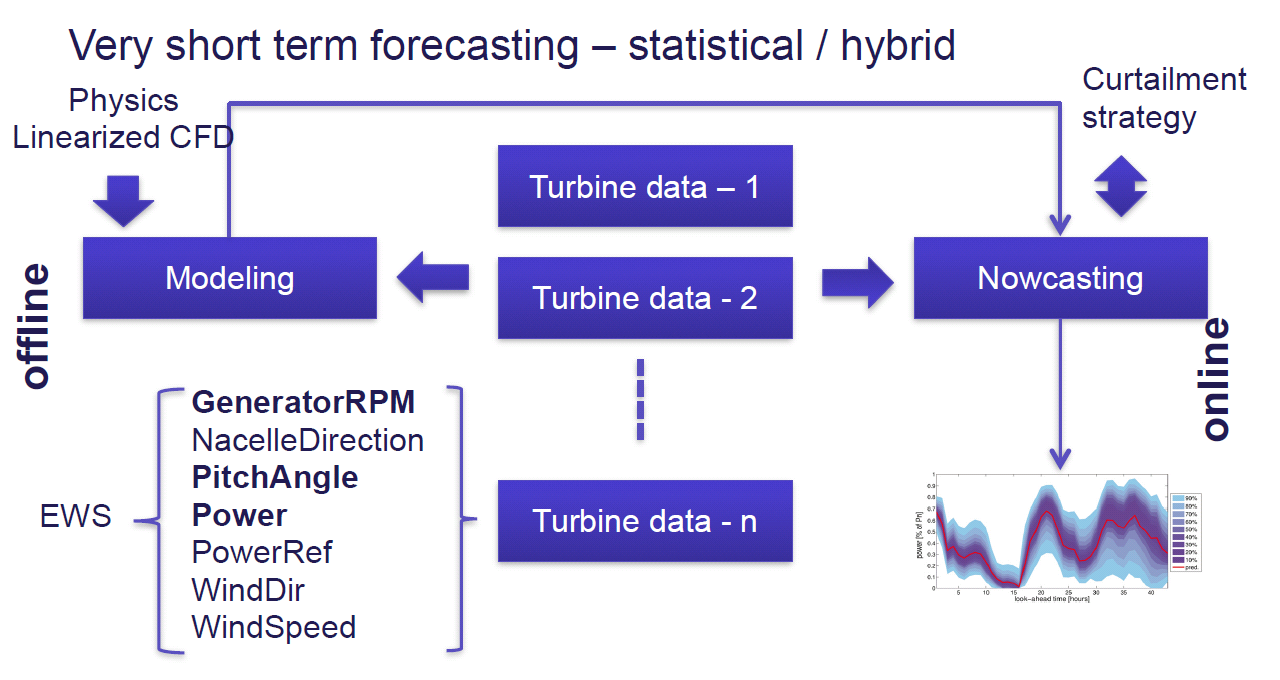 Very short term forecasting – statistical / hybrid
Physics
Linearized CFD
Curtailment
strategy
Turbine data – 1
Modeling
Turbine data - 2
Nowcasting
offline
online
GeneratorRPM
NacelleDirection
PitchAngle
Power
PowerRef
WindDir
WindSpeed
EWS
Turbine data - n
power [% of Pn]
1
0.9
0.8
0.7
0.6
0.5
0.4
0.3
0.2
0.1
0
5
10
15
20
25
30
35
40
look-ahead time [hours]
90%
80%
70%
60%
50%
40%
30%
20%
10%
pred.